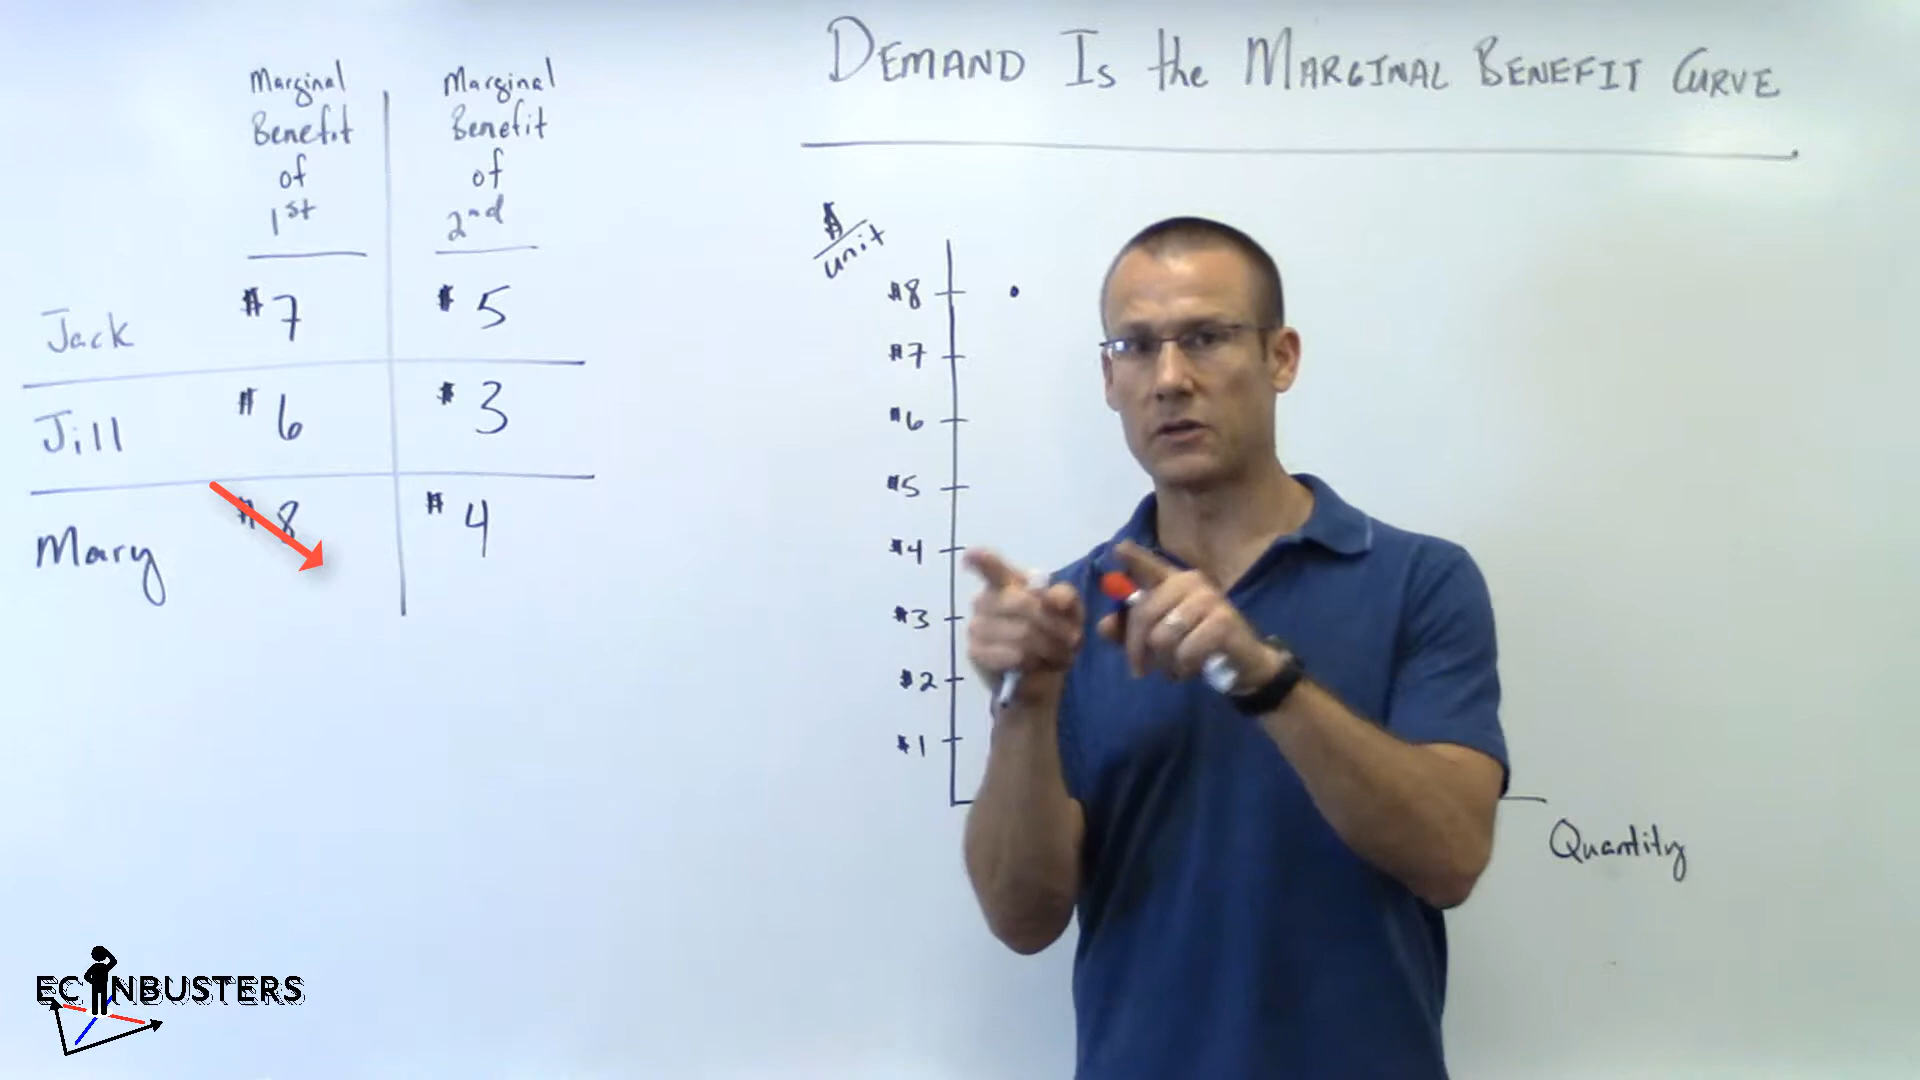 DEMAND IS the MARGINAL BENEFIT CURVE
Marginal Benefit of 1st
Marginal Benefit of 2nd
Jack $7 $5
Jill $6 $3
Mary $8 $4
$/unit
$8
$7
$6
$5
$4
$3
$2
$1
Quantity
ECONBUSTERS